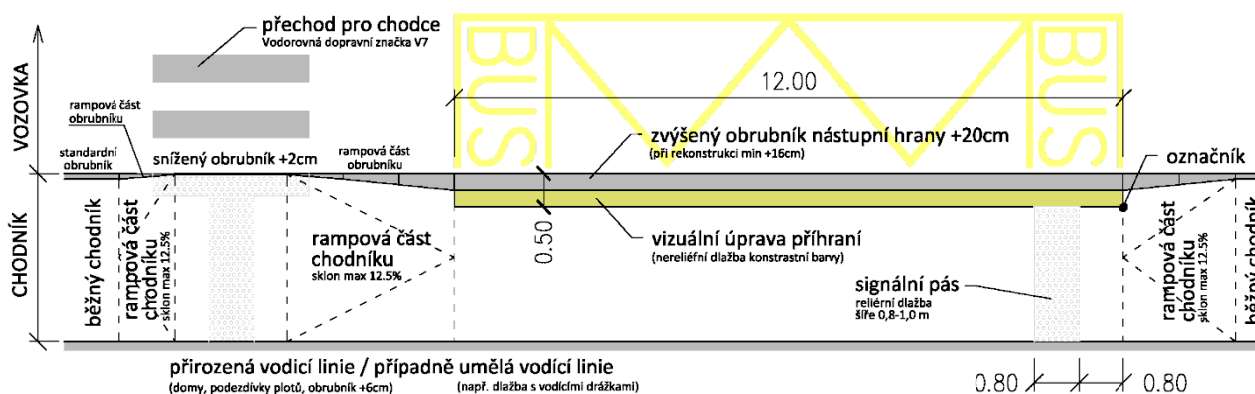 přechod pro chodce
Vodorovná dopravní značka V7
BUS
BUS
12.00
VOZOVKA
rampová část
obrubníku
standardní
obrubník
snížený obrubník +2cm
rampová část
obrubníku
zvýšený obrubník nástupní hrany +20cm
(při rekonstrukci min +16cm)
označník
CHODNÍK
běžný chodník
rampová část
chodníku
sklon max 12.5%
rampová část
chodníku
sklon max 12.5%
0.50
vizuální úprava příhraní
(nereliéfní dlažba konstrastní barvy)
signální pás
reliérní dlažba
šíře 0,8-1,0 m
rampová část
chodníku
sklon max 12.5%
běžný chodník
přirozená vodicí linie / případně umělá vodící linie
(domy, podezdívky plotů, obrubník +6cm)
(např. dlažba s vodícími drážkami)
0.80
0.80